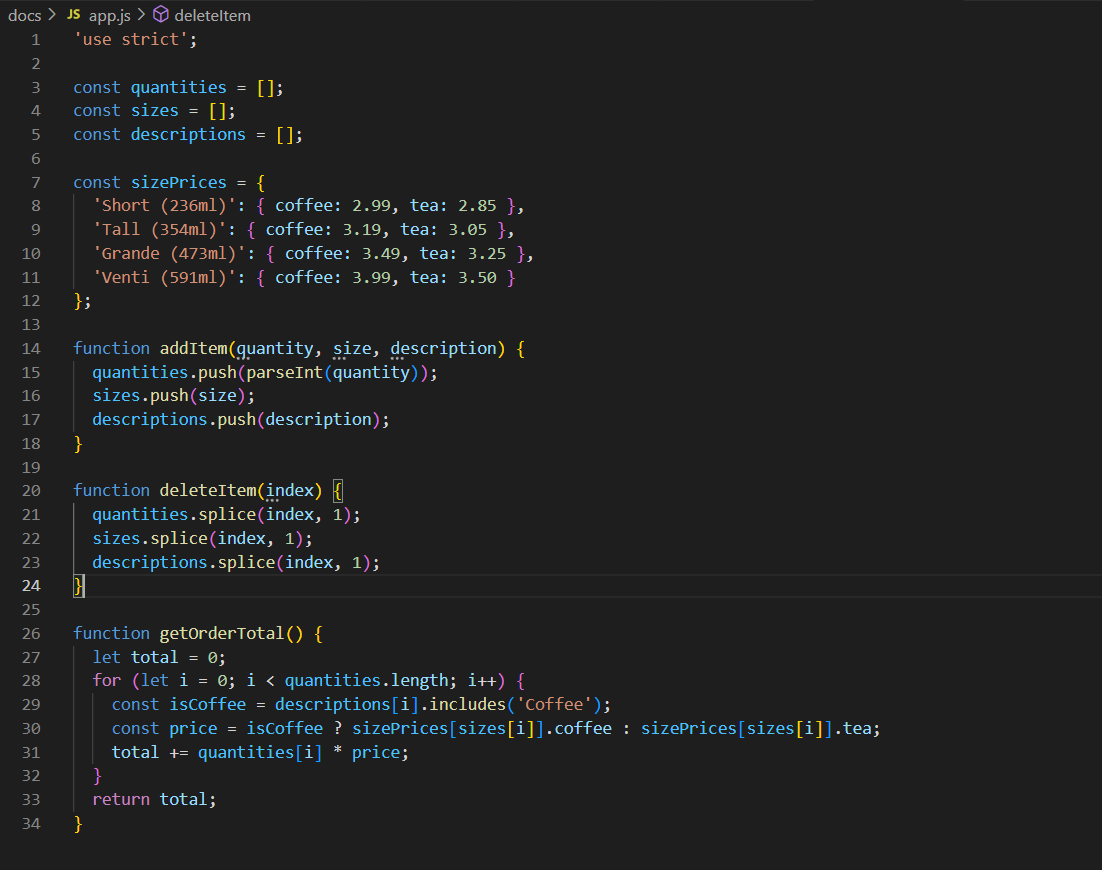 docs > JS app.js > deleteItem
1 'use strict';
2
3 const quantities = [];
4 const sizes = [];
5 const descriptions = [];
6
7 const sizePrices = {
8   'Short (236ml)': { coffee: 2.99, tea: 2.85 },
9   'Tall (354ml)': { coffee: 3.19, tea: 3.05 },
10   'Grande (473ml)': { coffee: 3.49, tea: 3.25 },
11   'Venti (591ml)': { coffee: 3.99, tea: 3.50 }
12 };
13
14 function addItem(quantity, size, description) {
15   quantities.push(parseInt(quantity));
16   sizes.push(size);
17   descriptions.push(description);
18 }
19
20 function deleteItem(index) {
21   quantities.splice(index, 1);
22   sizes.splice(index, 1);
23   descriptions.splice(index, 1);
24 }
25
26 function getOrderTotal() {
27   let total = 0;
28   for (let i = 0; i < quantities.length; i++) {
29     const isCoffee = descriptions[i].includes('Coffee');
30     const price = isCoffee ? sizePrices[sizes[i]].coffee : sizePrices[sizes[i]].tea;
31     total += quantities[i] * price;
32   }
33   return total;
34 }